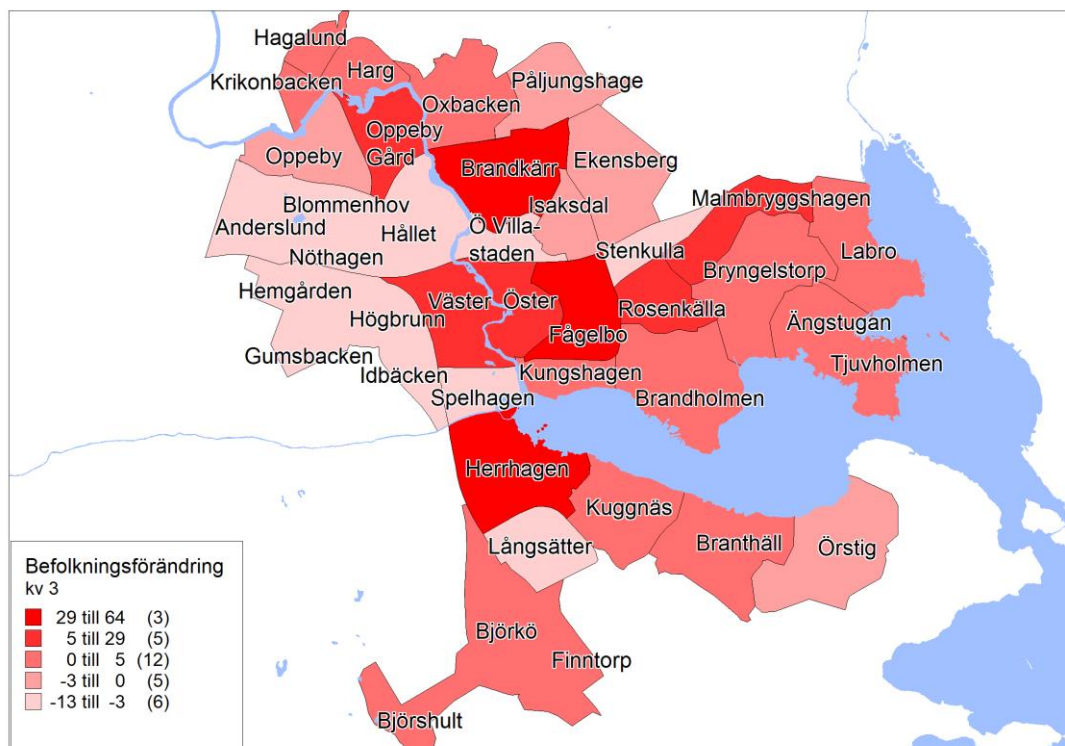 Hagalund
Harg
Krikonbacken
Påljungshage
Oxbacken
Oppeby
Gård
Oppeby
Brandkärr
Ekensberg
Malmbryggshagen
Blommenhov
Isaksdal
Anderslund
Hållet
Ö Villa-
staden
Stenkulla
Nöthagen
Labro
Bryngelstorp
Hemgården
Väster
Öster
Rosenkälla
Högbrunn
Ängstugan
Fågelbo
Gumsbacken
Tjuvholmen
Idbäcken
Kungshagen
Spelhagen
Brandholmen
Herrhagen
Kuggnäs
Långsätter
Branthäll
Örstig
Björkö
Finntorp
Björshult
Befolkningsförändring
kv 3
29 till 64 (3)
5 till 29 (5)
0 till 5 (12)
-3 till 0 (5)
-13 till -3 (6)